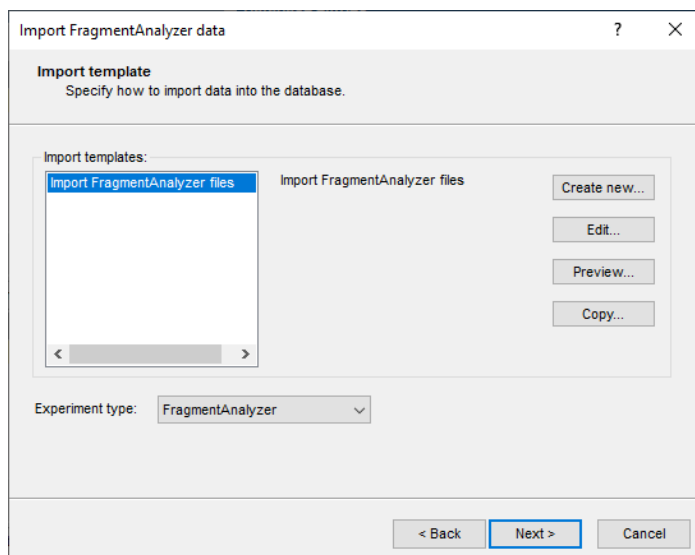 Import FragmentAnalyzer data
?
Import template
Specify how to import data into the database.
Import templates:
Import FragmentAnalyzer files
Import FragmentAnalyzer files
Create new...
Edit...
Preview...
Copy...
Experiment type:
FragmentAnalyzer
< Back
Next >
Cancel